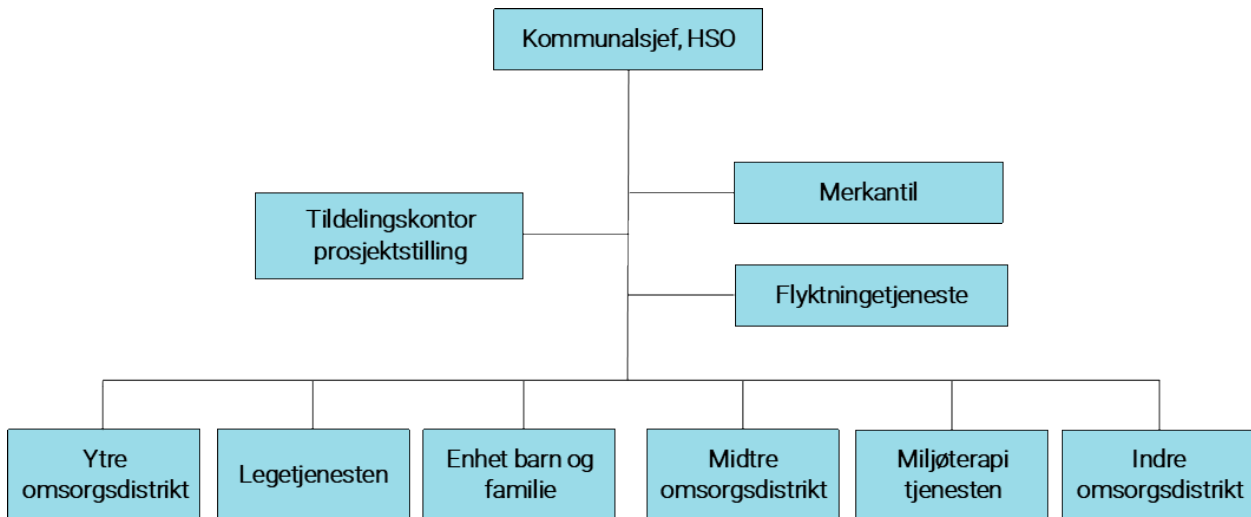 Kommunalsjef, HSO
Merkantil
Tildelingskontor
prosjektstilling
Flyktningetjeneste
Ytre
omsorgsdistrikt
Legetjenesten
Enhet barn og
familie
Midtre
omsorgsdistrikt
Miljøterapi
tjenesten
Indre
omsorgsdistrikt